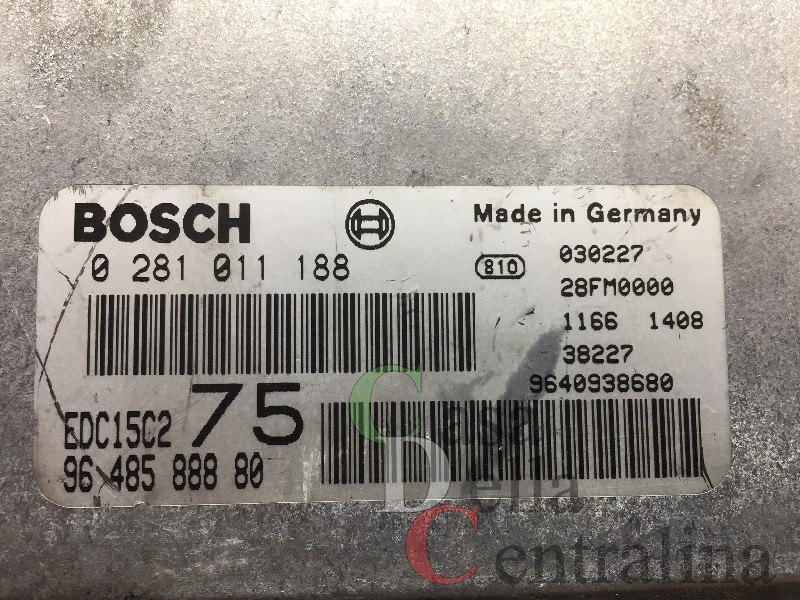 BOSCH
Made in Germany
0 281 011 188
810
030227
28FM0000
1166 1408
38227
9640938680
EDC15C2 75
96 485 888 80
Casa
Della
Centralina